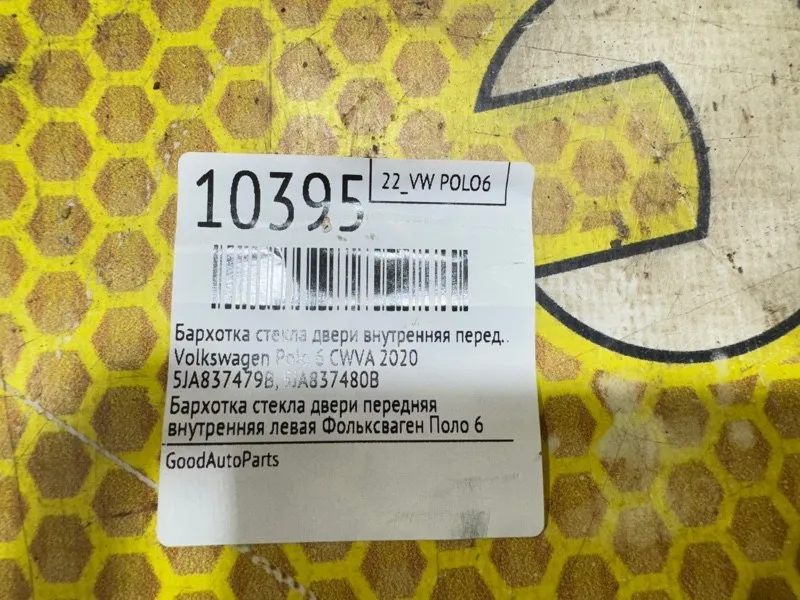 10395
22_VW POLO6
Бархотка стекла двери внутренняя перед..
Volkswagen Polo 6 CWVA 2020
5JA837479B, 5JA837480B
Бархотка стекла двери передняя
внутренняя левая Фольксваген Поло 6
GoodAutoParts